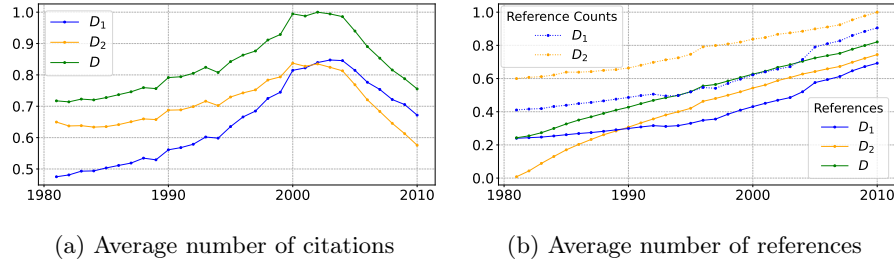 1.0
0.9
0.8
0.7
0.6
0.5
D1
D2
D
1980 1990 2000 2010
(a) Average number of citations
1.0
0.8
0.6
0.4
0.2
0.0
Reference Counts
D1
D2
References
D1
D2
D
1980 1990 2000 2010
(b) Average number of references